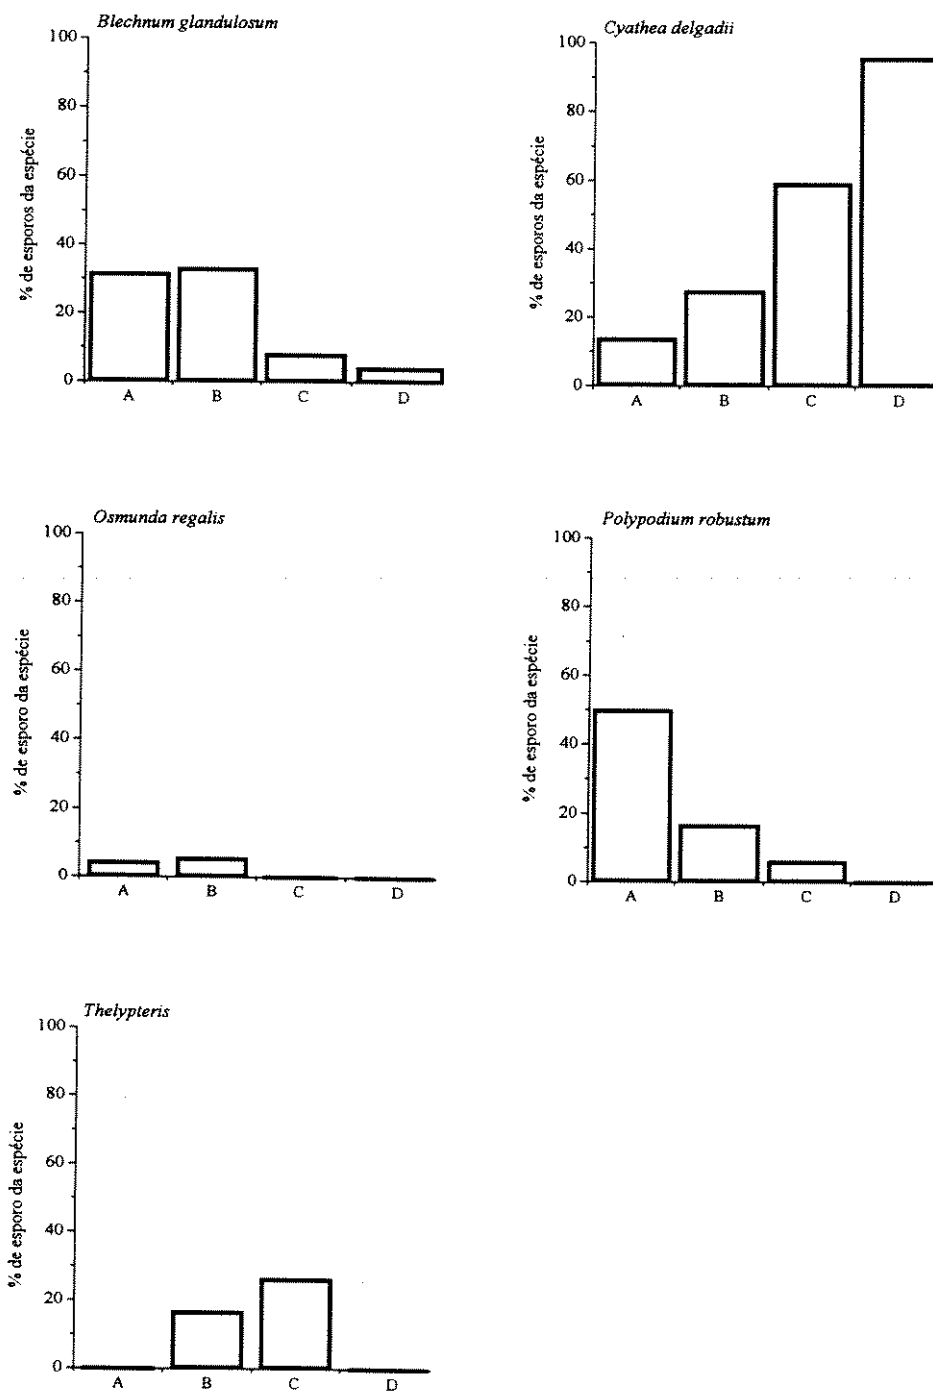 Blechnum glandulosum
100
80
60
40
20
0
% de esporos da espécie
A B C D
Cyathea delgadii
100
80
60
40
20
0
% de esporos da espécie
A B C D
Osmunda regalis
100
80
60
40
20
0
% de esporo da espécie
A B C D
Polypodium robustum
100
80
60
40
20
0
% de esporo da espécie
A B C D
Thelypteris
100
80
60
40
20
0
% de esporo da espécie
A B C D